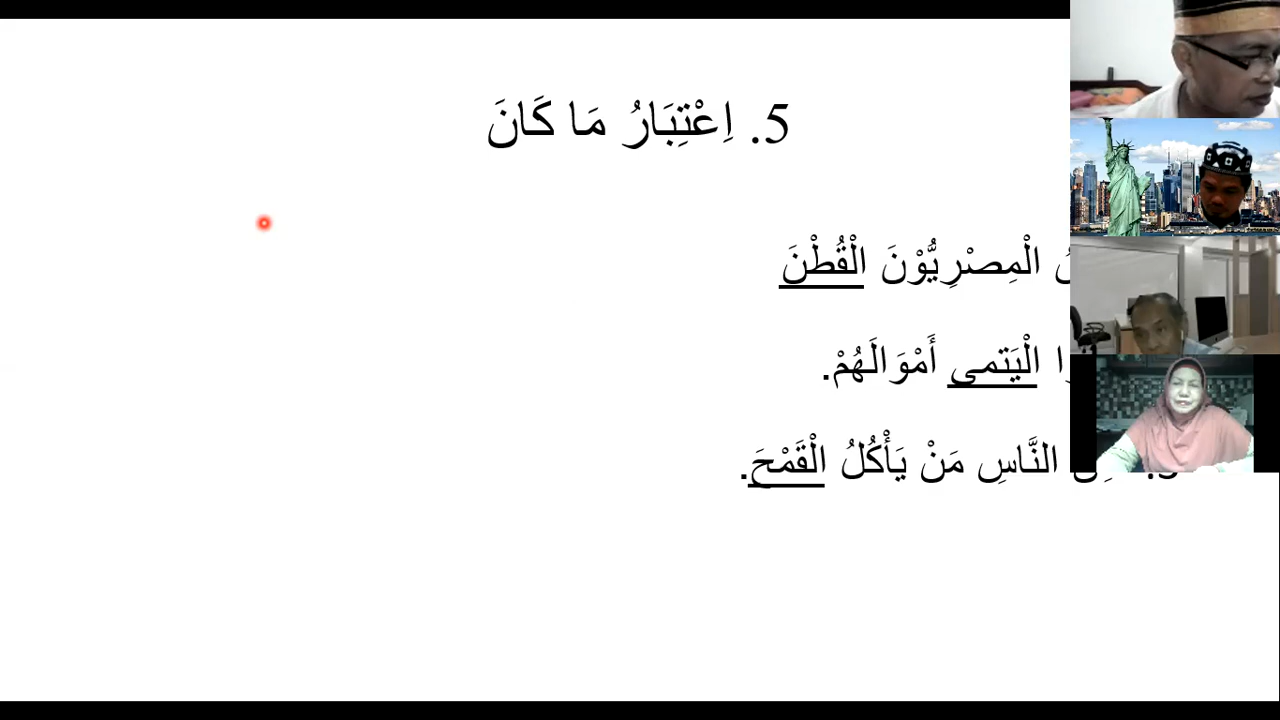 5. اِعْتِبَارُ مَا كَانَ
الْمِصْرِيُّوْنَ الْقُطْنَ
الْيَتمى أَمْوَالَهُمْ.
النَّاسِ مَنْ يَأْكُلُ الْقَمْحَ.